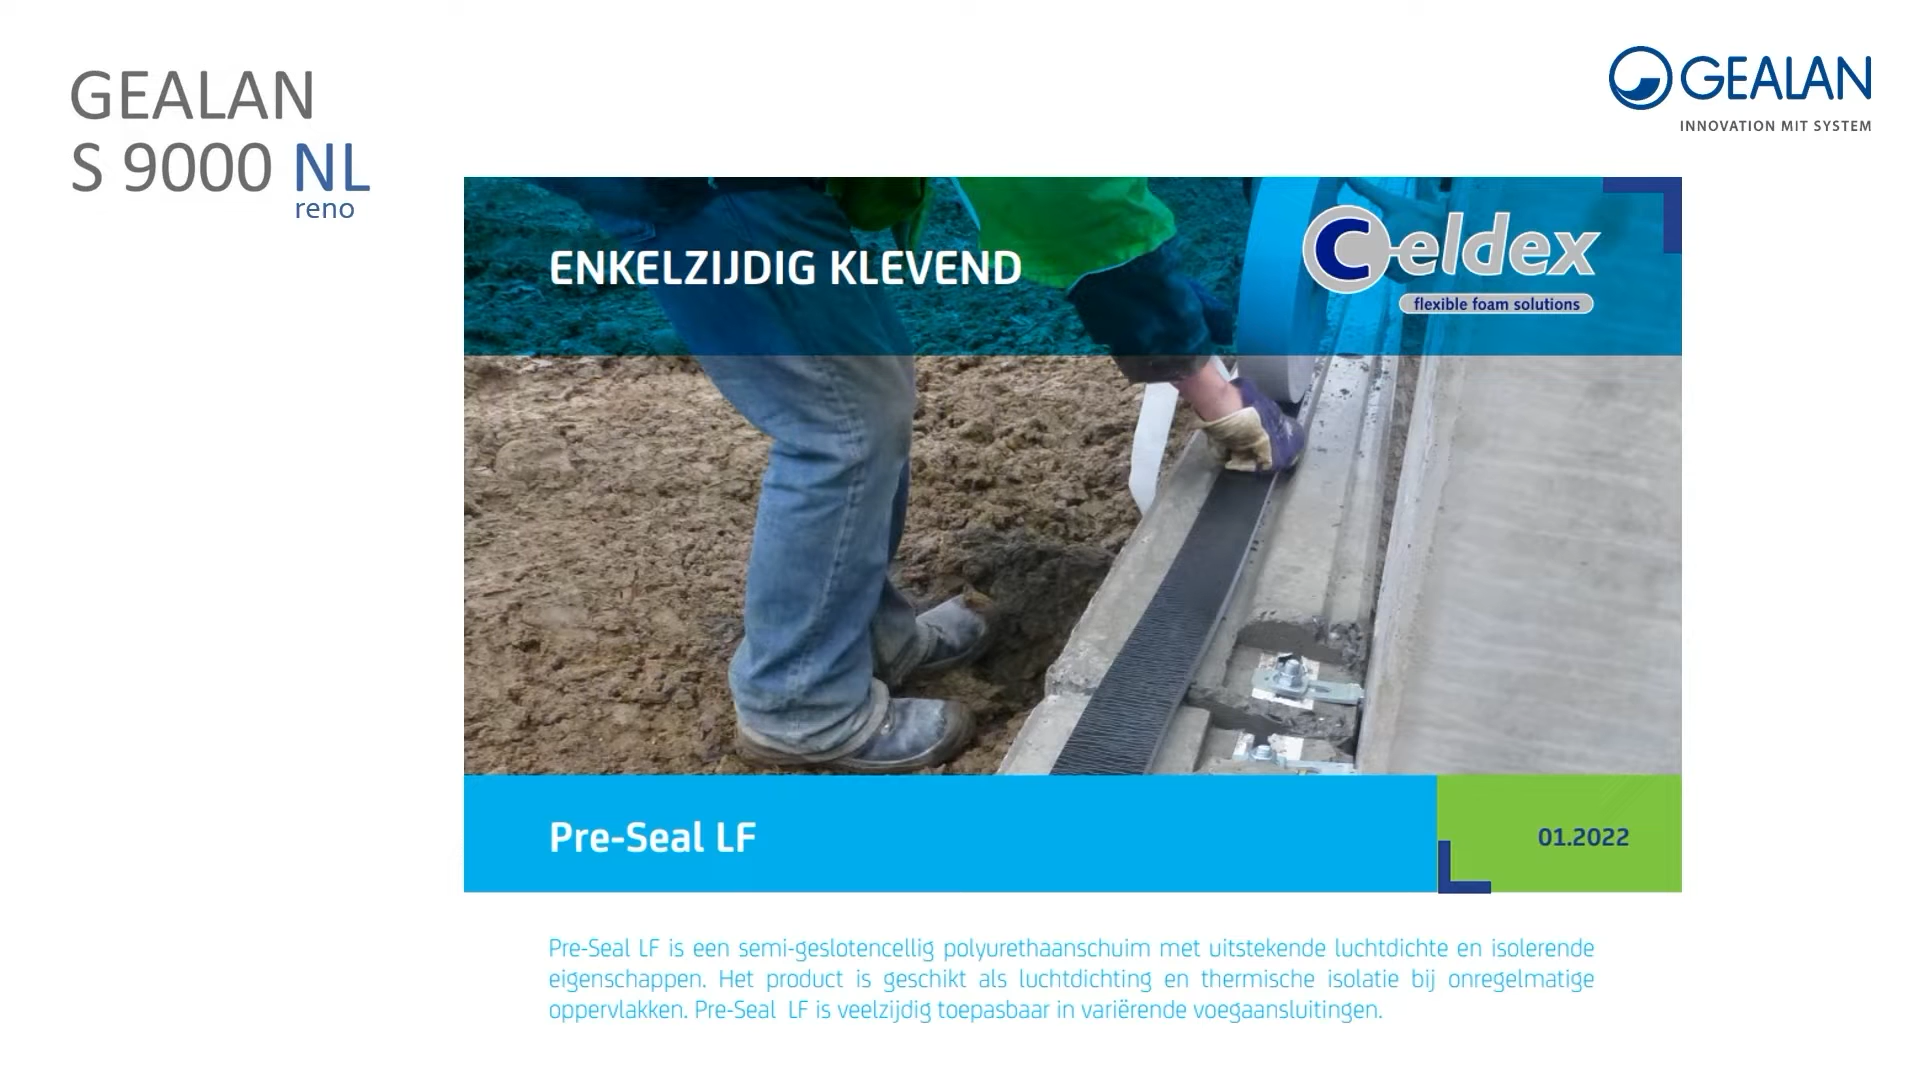 GEALAN
S 9000 NL
reno
GEALAN
INNOVATION MIT SYSTEM
ENKELZIJDIG KLEVEND
Celdex
flexible foam solutions
Pre-Seal LF
01.2022
Pre-Seal LF is een semi-geslotencellig polyurethaanschuim met uitstekende luchtdichte en isolerende
eigenschappen. Het product is geschikt als luchtdichting en thermische isolatie bij onregelmatige
oppervlakken. Pre-Seal LF is veelzijdig toepasbaar in variërende voegaansluitingen.